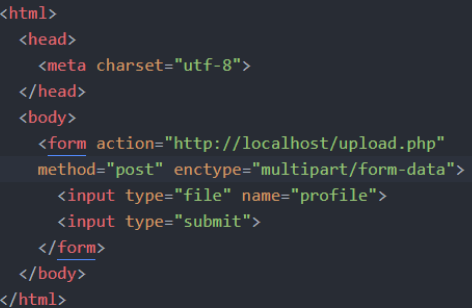 <html>
<head>
<meta charset="utf-8">
</head>
<body>
<form action="http://localhost/upload.php"
method="post" enctype="multipart/form-data">
<input type="file" name="profile">
<input type="submit">
</form>
</body>
</html>